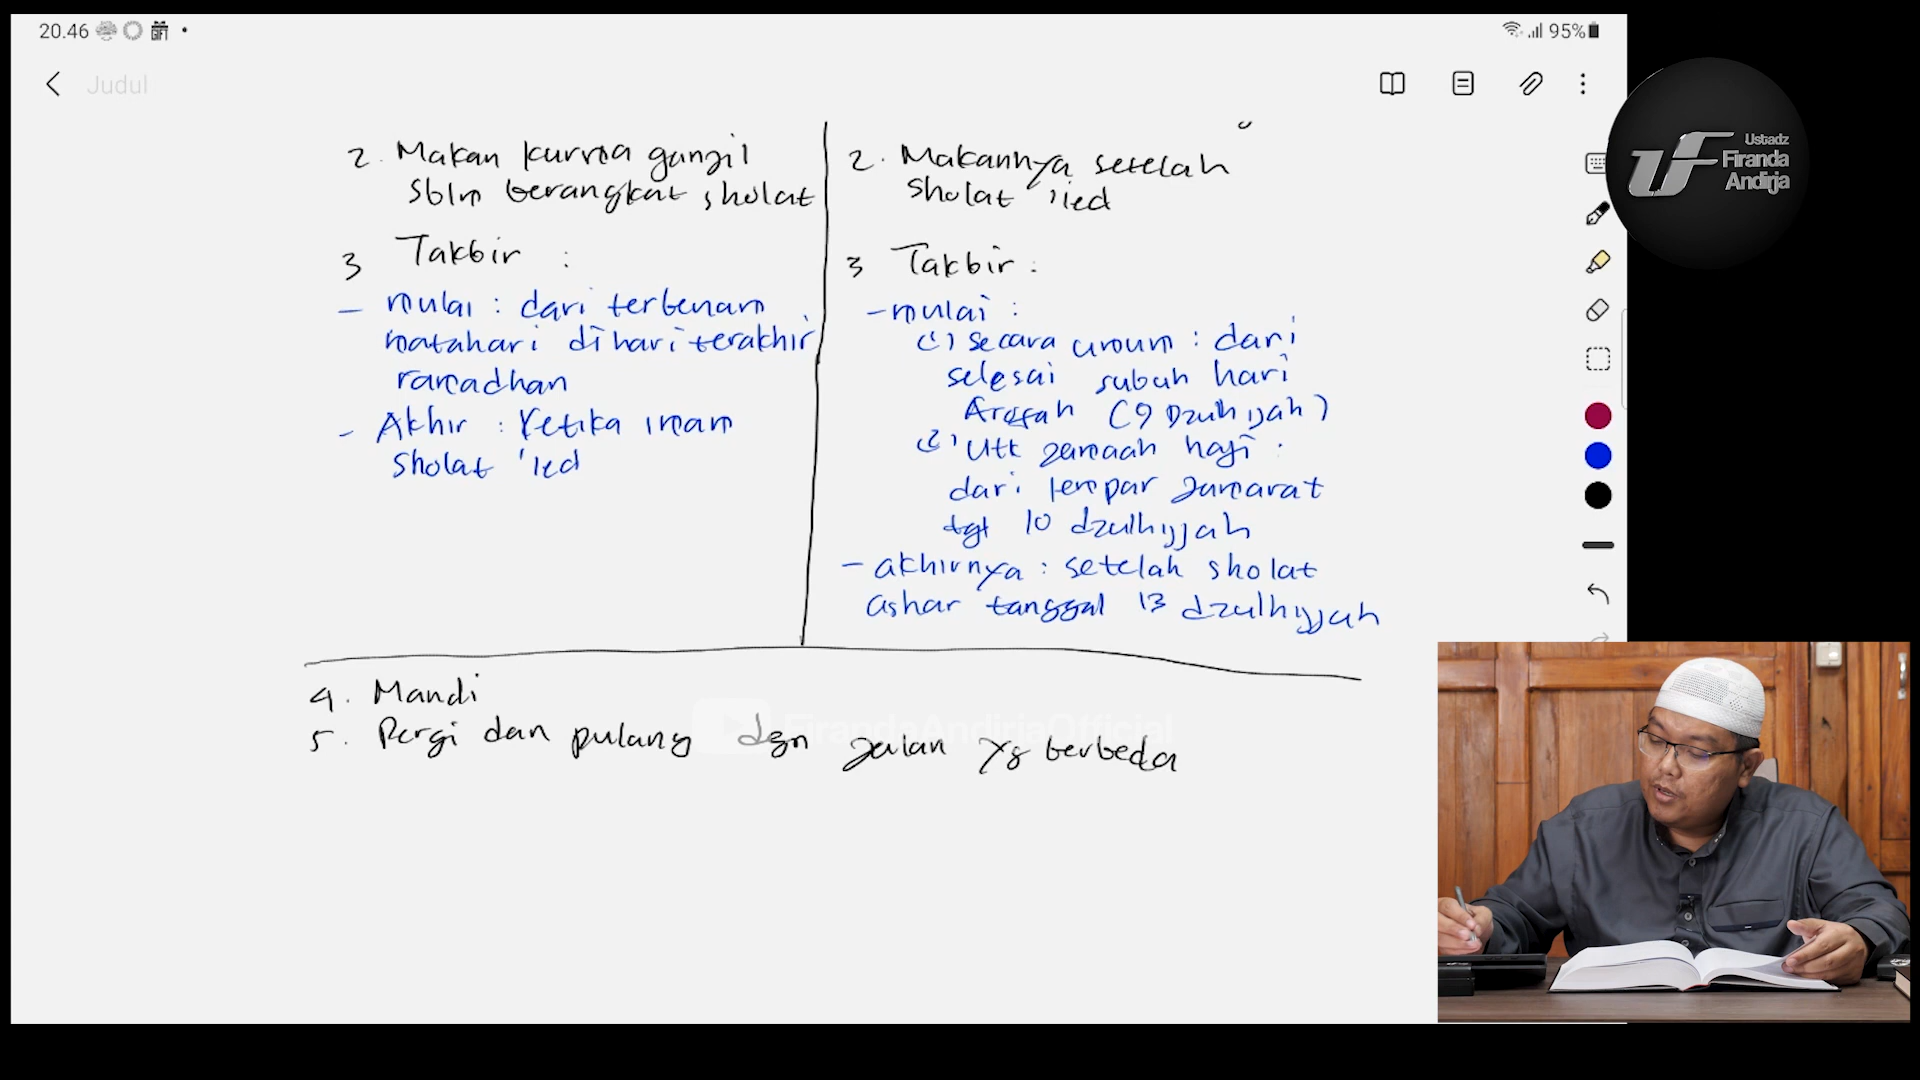 20.46
95%
Judul
Ustadz
Firanda
Andirja
UF
2. Makan kurma ganjil
sblm berangkat sholat
3 Takbir :
- mulai : dari terbenam
matahari di hari terakhir
ramadhan
- Akhir : Ketika imam
sholat 'ied
2. Makannya setelah
sholat 'ied
3 Takbir :
- mulai :
(1) secara umum : dari
selesai subuh hari
Arafah (9 Dzulhijah)
(2) Utk jamaah haji :
dari lempar jamarat
tgl 10 dzulhijjah
- akhirnya : setelah sholat
ashar tanggal 13 dzulhijjah
4. Mandi
5. Pergi dan pulang dgn jalan yg berbeda
FirandaAndirjaOfficial